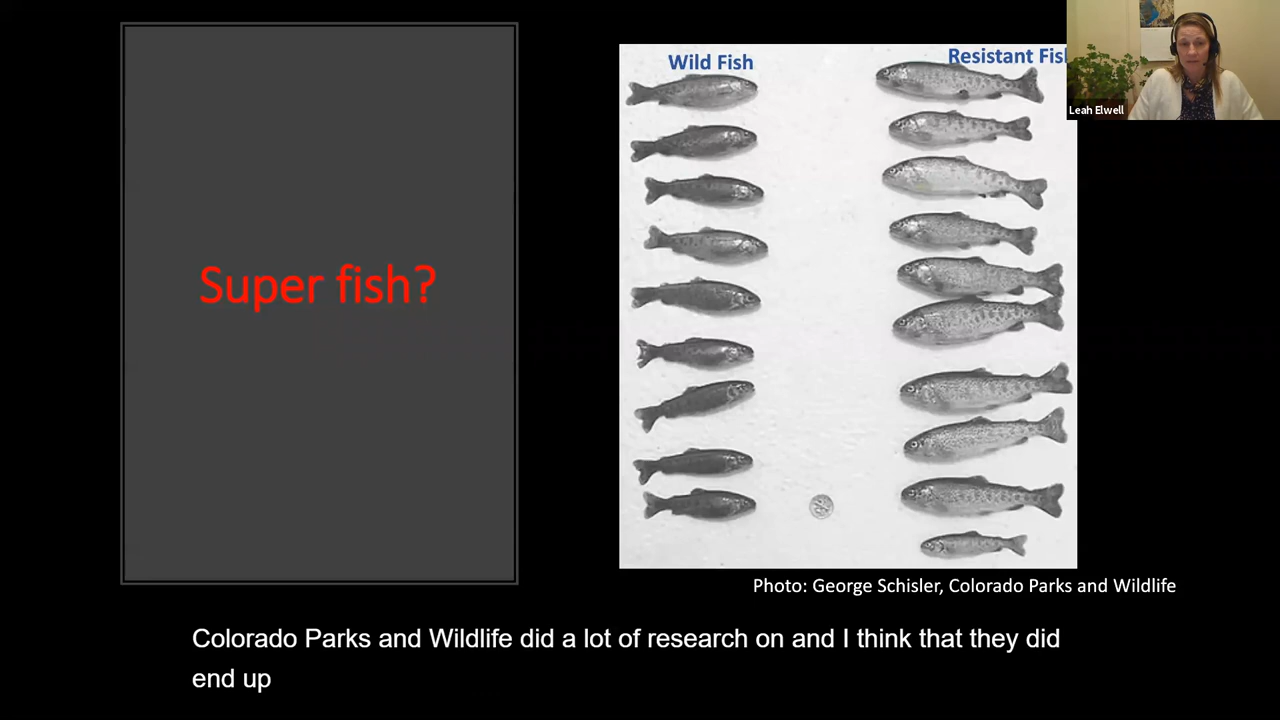 Super fish?
Wild Fish
Resistant Fish
Leah Elwell
Photo: George Schisler, Colorado Parks and Wildlife
Colorado Parks and Wildlife did a lot of research on and I think that they did
end up